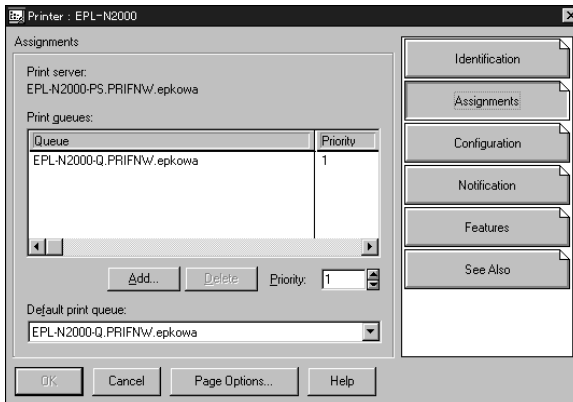 Printer : EPL-N2000
Assignments
Print server:
EPL-N2000-PS.PRIFNW.epkowa
Print queues:
Queue Priority
EPL-N2000-Q.PRIFNW.epkowa 1
Add... Delete Priority: 1
Default print queue:
EPL-N2000-Q.PRIFNW.epkowa
Identification
Assignments
Configuration
Notification
Features
See Also
OK Cancel Page Options... Help